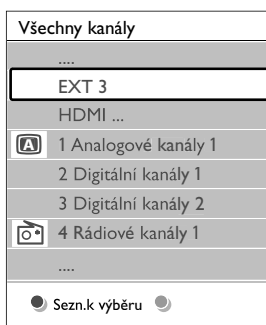 Všechny kanály
....
EXT 3
HDMI ...
A 1 Analogové kanály 1
2 Digitální kanály 1
3 Digitální kanály 2
4 Rádiové kanály 1
....
Sezn.k výběru